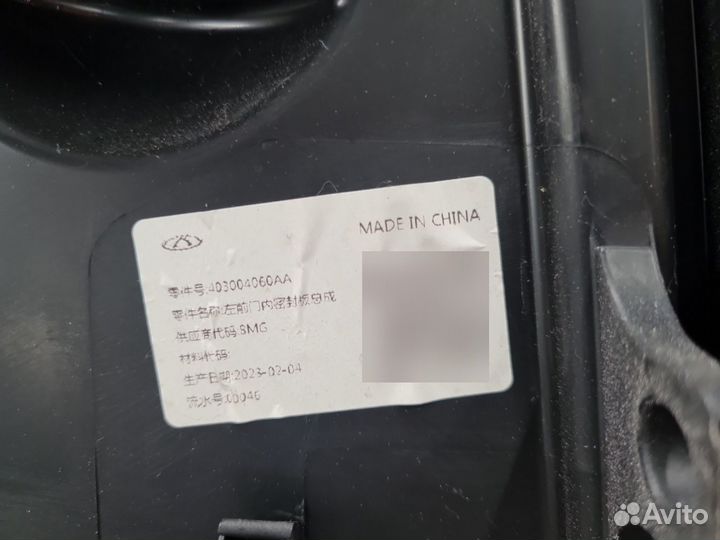 MADE IN CHINA
零件号:403004060AA
零件名称:左前门内密封板总成
供应商代码:8MG
材料代码:
生产日期:2023-02-04
流水号:00046
Avito